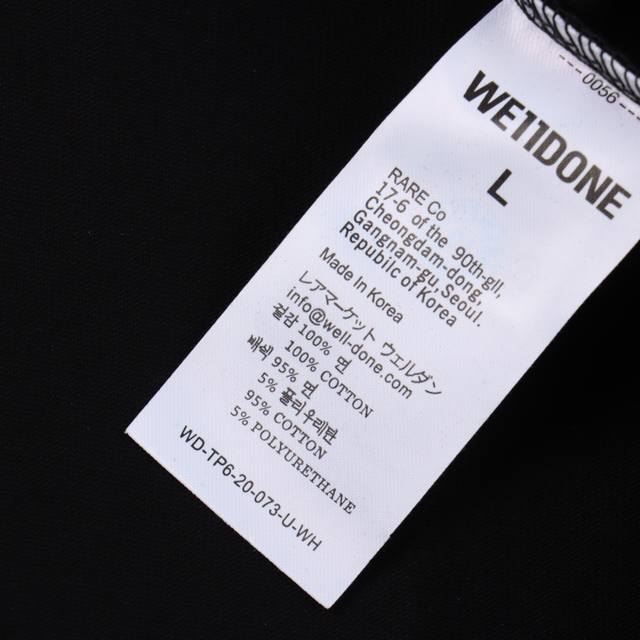 ---0056---
WE11DONE
L
RARE Co
17-6 of the 90th-gil,
Cheongdam-dong,
Gangnam-gu, Seoul.
Republic of Korea
Made in Korea
レアマーケット ウェルダン
info@well-done.com
겉감 100% 면
100% COTTON
배색 95% 면
5% 폴리우레탄
95% COTTON
5% POLYURETHANE
WD-TP6-20-073-U-WH